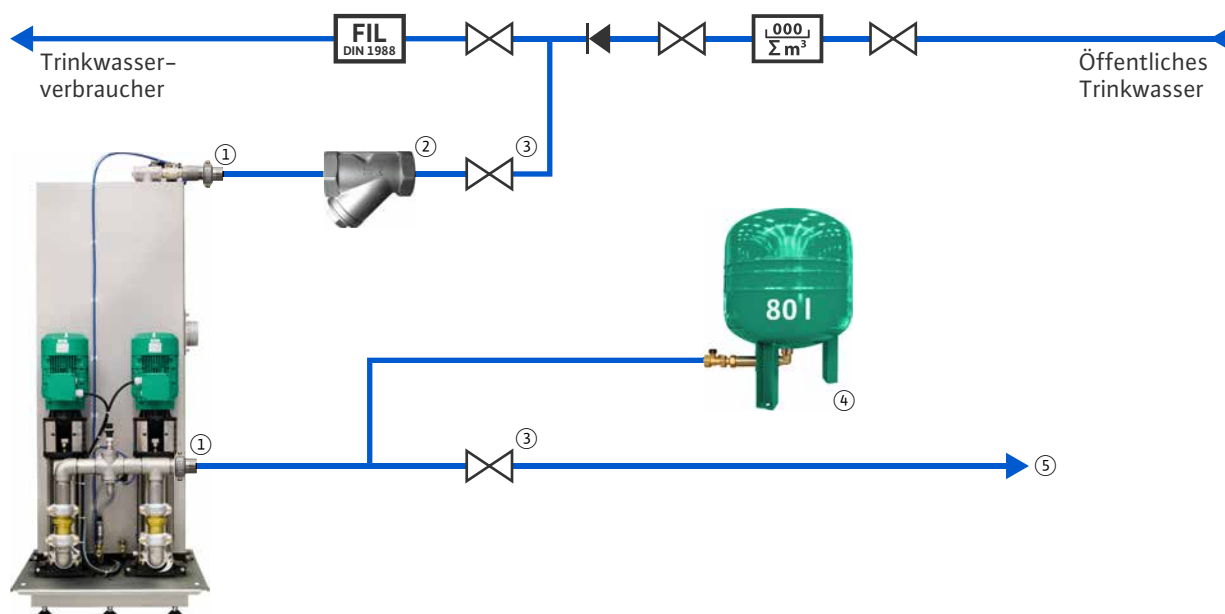 FIL
DIN 1988
000
Σ m³
Trinkwasser-
verbraucher
Öffentliches
Trinkwasser
①
②
③
80 l
④
①
③
⑤